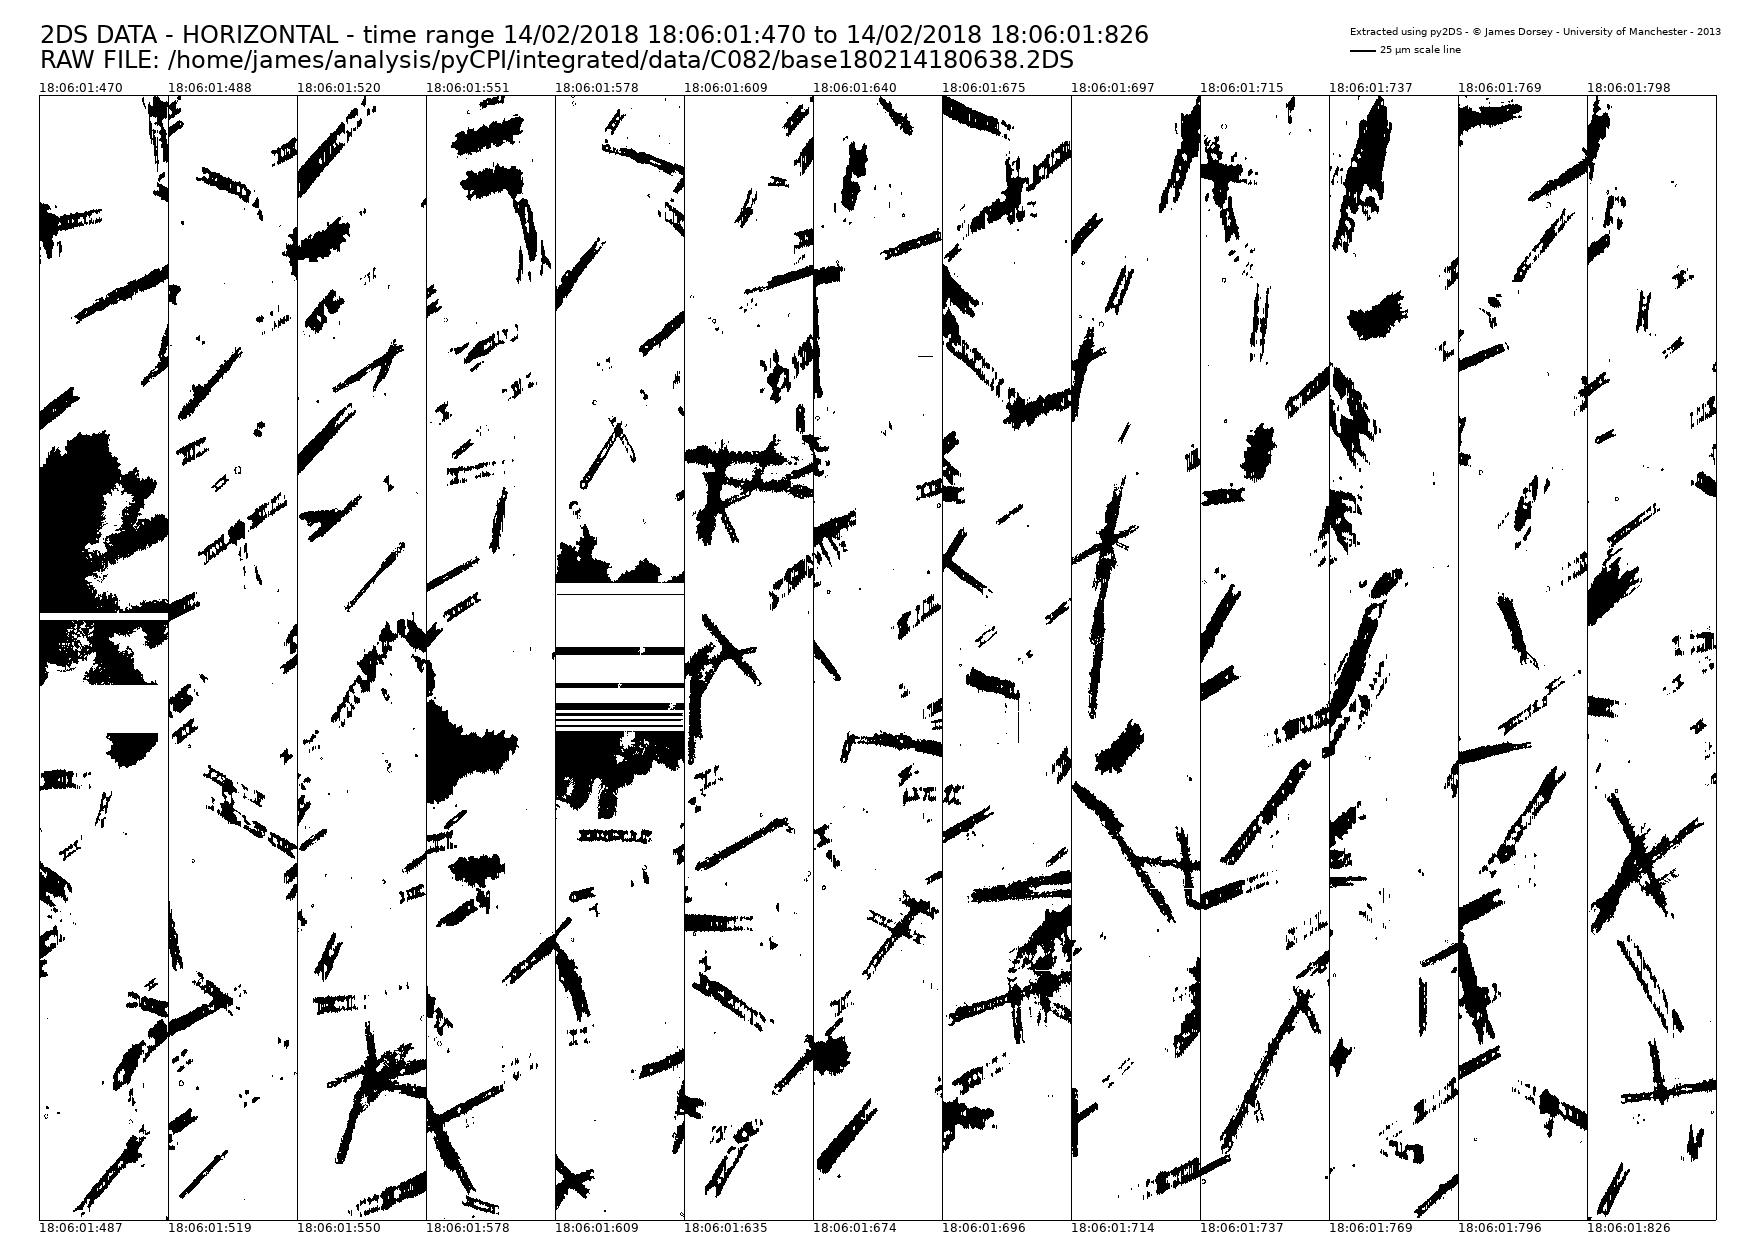 2DS DATA - HORIZONTAL - time range 14/02/2018 18:06:01:470 to 14/02/2018 18:06:01:826
RAW FILE: /home/james/analysis/pyCPI/integrated/data/C082/base180214180638.2DS
Extracted using py2DS - © James Dorsey - University of Manchester - 2013
25 µm scale line
18:06:01:470 18:06:01:488 18:06:01:520 18:06:01:551 18:06:01:578 18:06:01:609 18:06:01:640 18:06:01:675 18:06:01:697 18:06:01:715 18:06:01:737 18:06:01:769 18:06:01:798
18:06:01:487 18:06:01:519 18:06:01:550 18:06:01:578 18:06:01:609 18:06:01:635 18:06:01:674 18:06:01:696 18:06:01:714 18:06:01:737 18:06:01:769 18:06:01:796 18:06:01:826